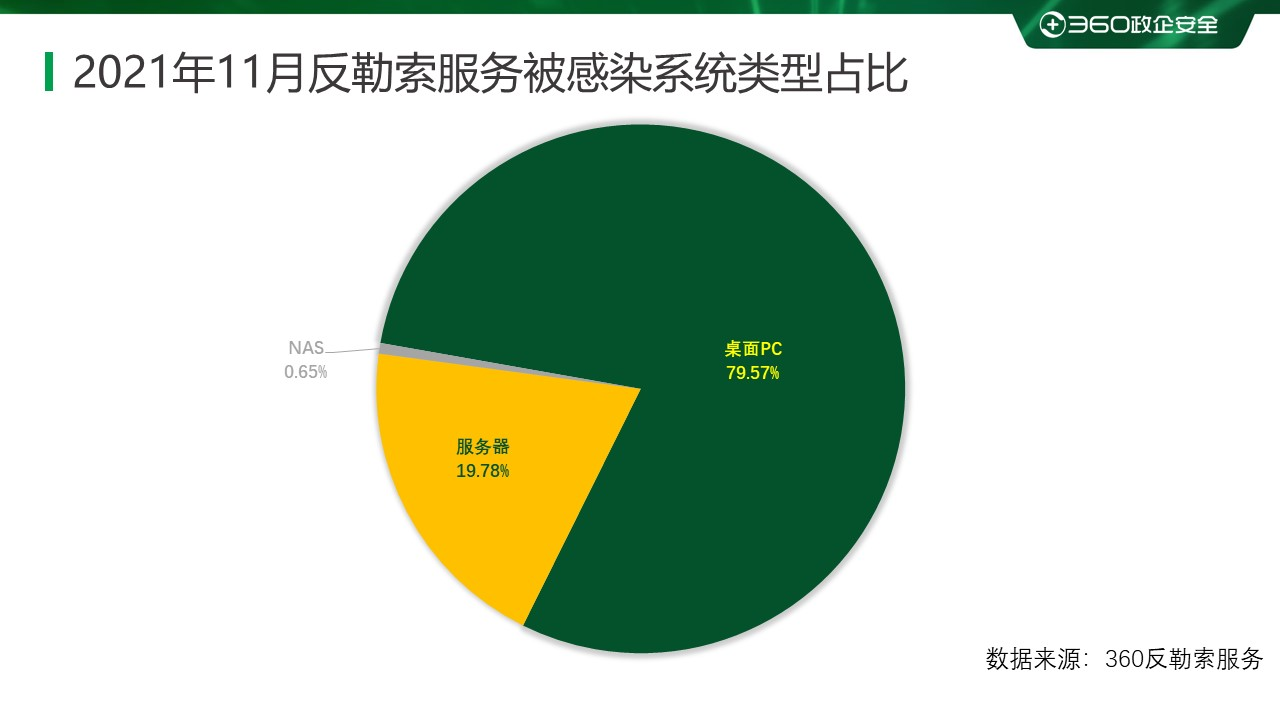 360政企安全
2021年11月反勒索服务被感染系统类型占比
NAS
0.65%
桌面PC
79.57%
服务器
19.78%
数据来源：360反勒索服务